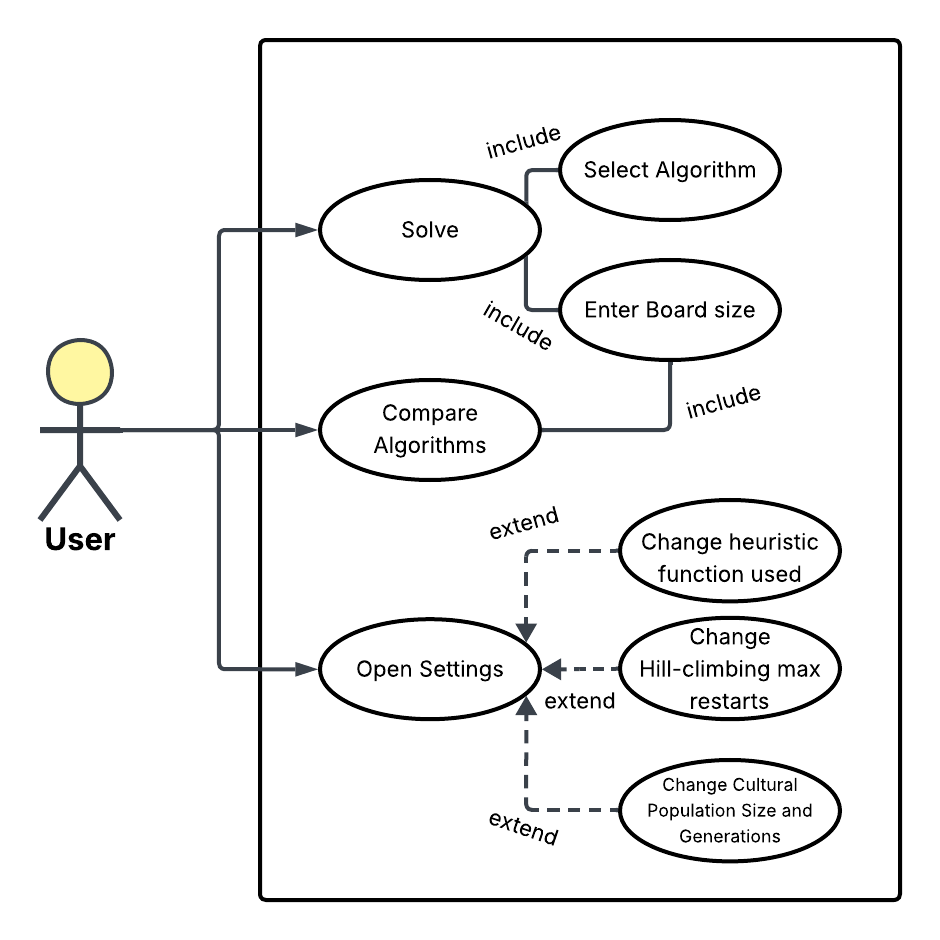 include
Select Algorithm
Solve
include
Enter Board size
include
Compare
Algorithms
User
extend
Change heuristic
function used
Open Settings
extend
Change
Hill-climbing max
restarts
extend
Change Cultural
Population Size and
Generations